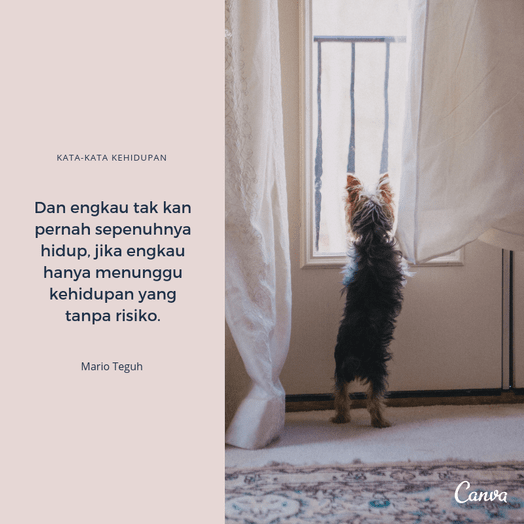 KATA-KATA KEHIDUPAN
Dan engkau tak kan
pernah sepenuhnya
hidup, jika engkau
hanya menunggu
kehidupan yang
tanpa risiko.
Mario Teguh
Canva